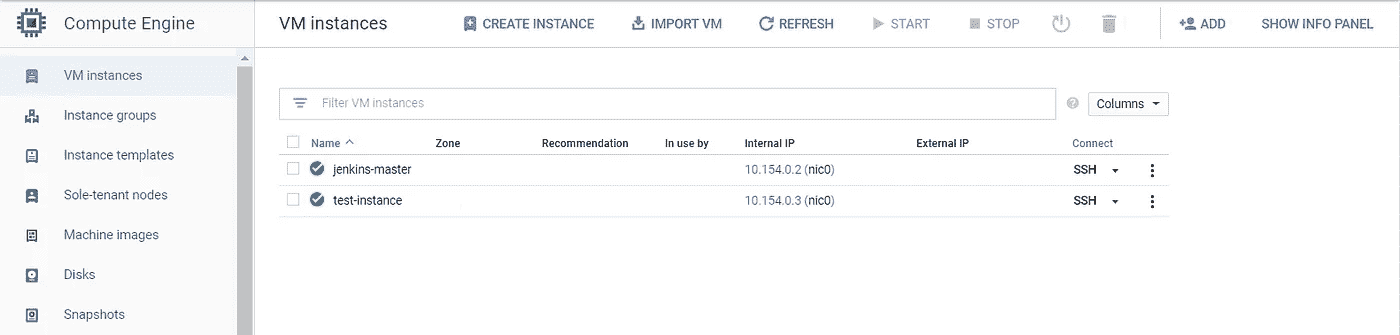 Compute Engine
VM instances
CREATE INSTANCE
IMPORT VM
REFRESH
START
STOP
ADD
SHOW INFO PANEL
VM instances
Instance groups
Instance templates
Sole-tenant nodes
Machine images
Disks
Snapshots
Filter VM instances
Columns
Name Zone Recommendation In use by Internal IP External IP Connect
jenkins-master 10.154.0.2 (nic0) SSH
test-instance 10.154.0.3 (nic0) SSH